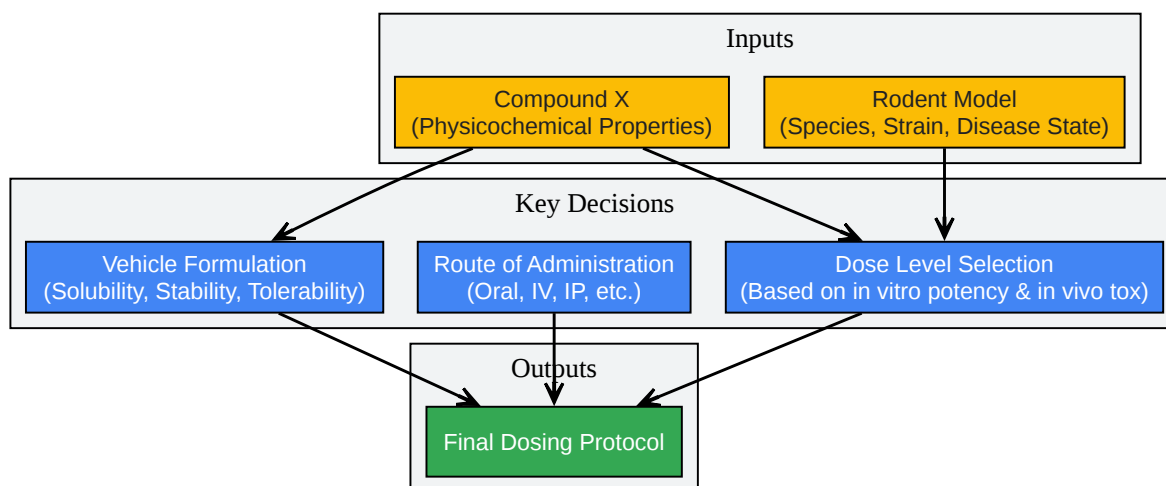 Inputs
Compound X
(Physicochemical Properties)
Rodent Model
(Species, Strain, Disease State)
Key Decisions
Vehicle Formulation
(Solubility, Stability, Tolerability)
Route of Administration
(Oral, IV, IP, etc.)
Dose Level Selection
(Based on in vitro potency & in vivo tox)
Outputs
Final Dosing Protocol